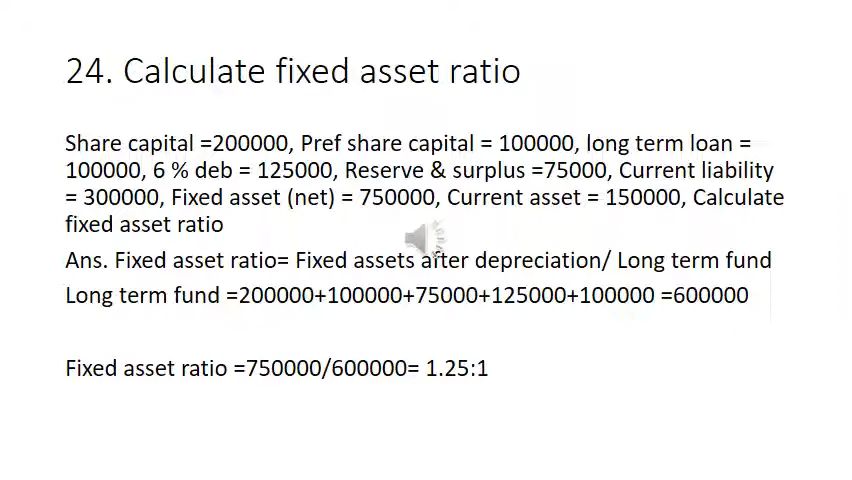 24. Calculate fixed asset ratio
Share capital =200000, Pref share capital = 100000, long term loan =
100000, 6 % deb = 125000, Reserve & surplus =75000, Current liability
= 300000, Fixed asset (net) = 750000, Current asset = 150000, Calculate
fixed asset ratio
Ans. Fixed asset ratio= Fixed assets after depreciation/ Long term fund
Long term fund =200000+100000+75000+125000+100000 =600000
Fixed asset ratio =750000/600000= 1.25:1